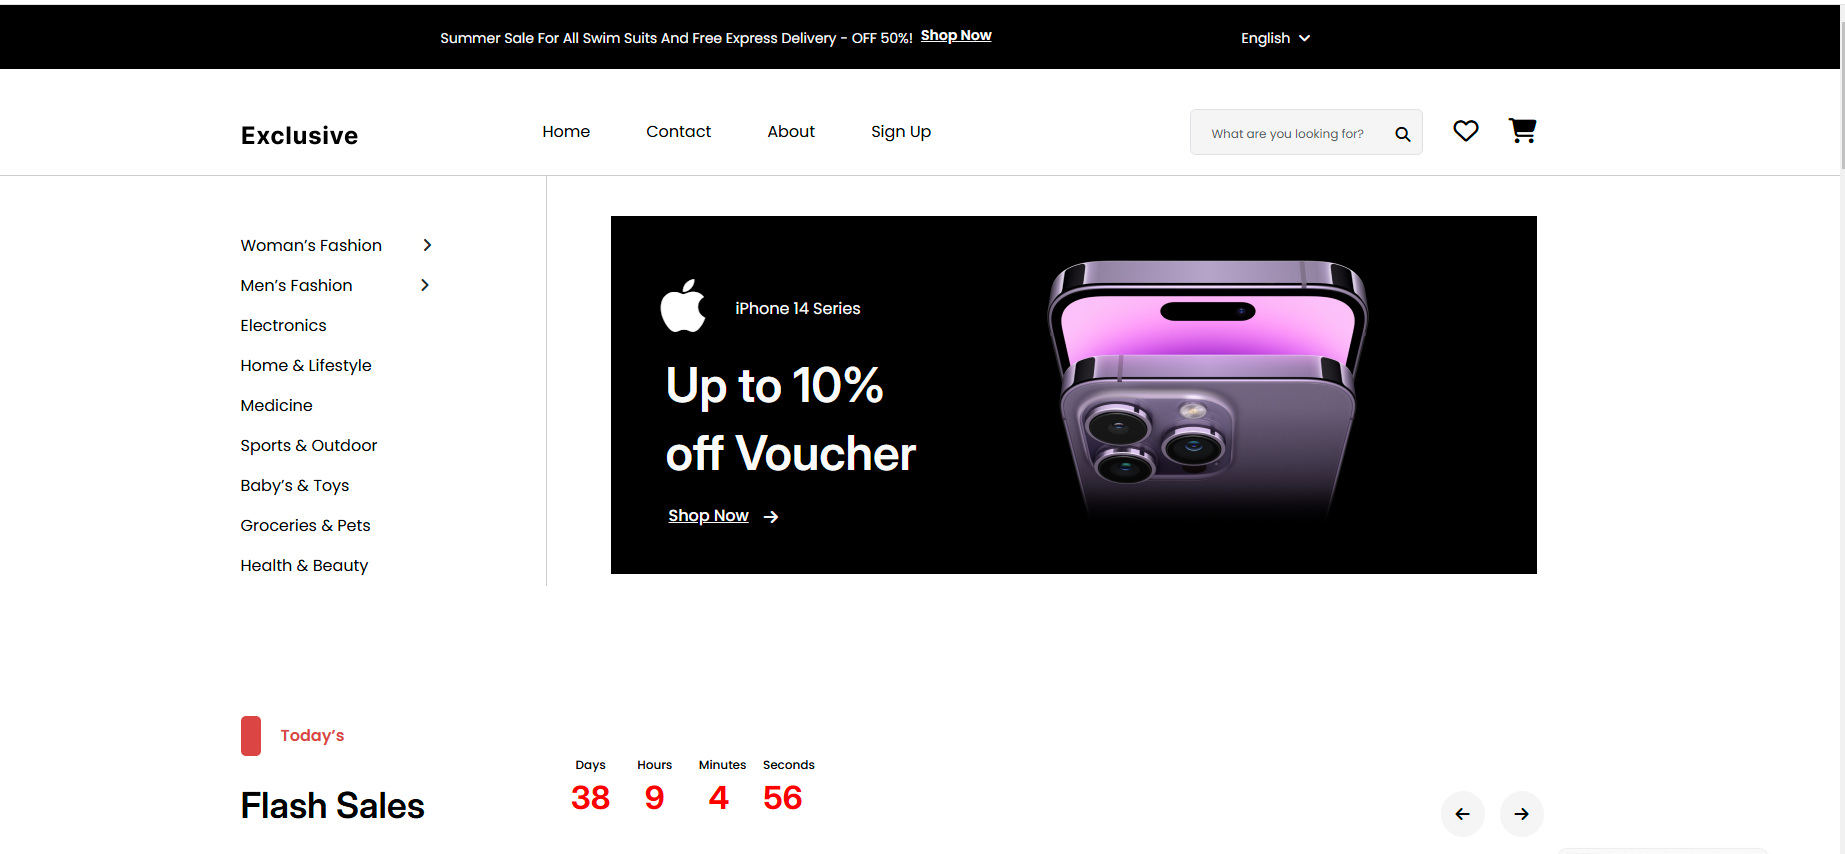 Summer Sale For All Swim Suits And Free Express Delivery - OFF 50%! Shop Now
English
Exclusive
Home
Contact
About
Sign Up
What are you looking for?
Woman’s Fashion
Men’s Fashion
Electronics
Home & Lifestyle
Medicine
Sports & Outdoor
Baby’s & Toys
Groceries & Pets
Health & Beauty
iPhone 14 Series
Up to 10%
off Voucher
Shop Now
Today’s
Flash Sales
Days Hours Minutes Seconds
38 9 4 56